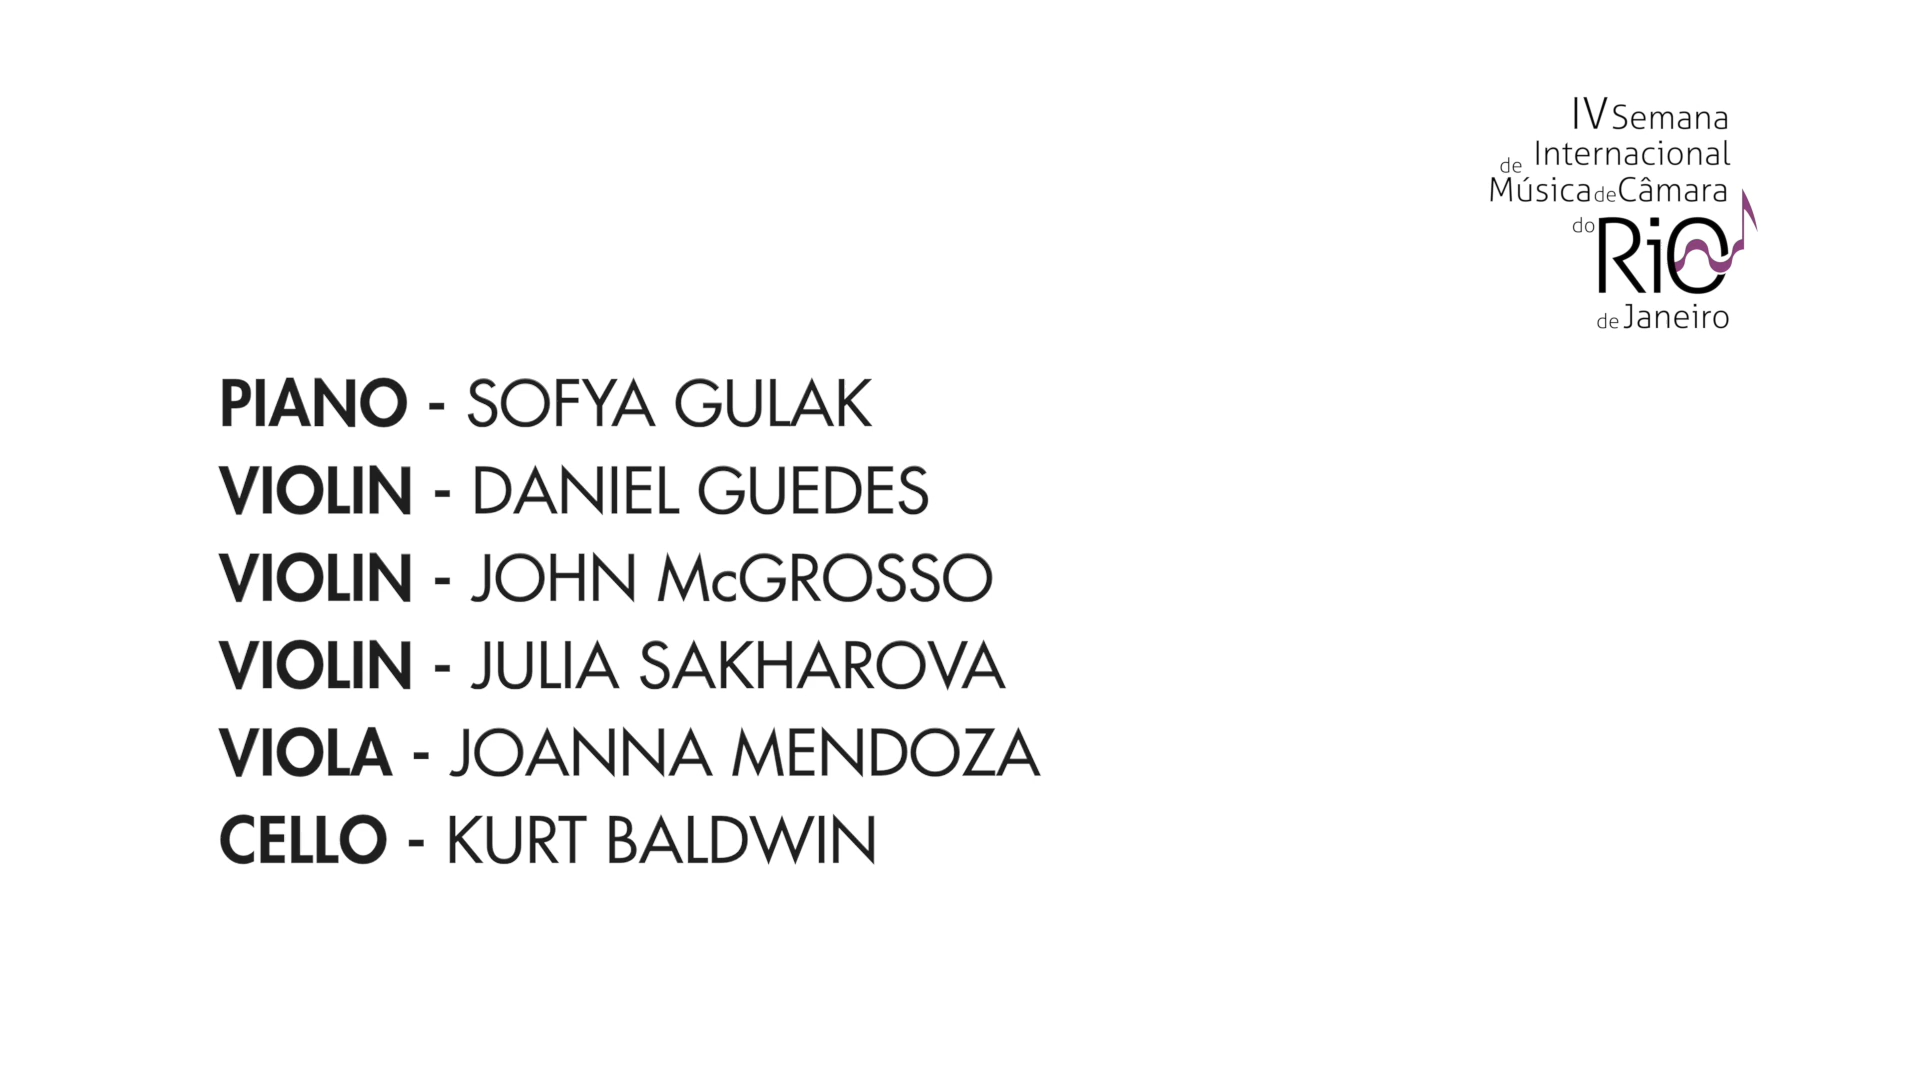 IV Semana
Internacional
de
Música de Câmara
do Rio
de Janeiro
PIANO - SOFYA GULAK
VIOLIN - DANIEL GUEDES
VIOLIN - JOHN McGROSSO
VIOLIN - JULIA SAKHAROVA
VIOLA - JOANNA MENDOZA
CELLO - KURT BALDWIN